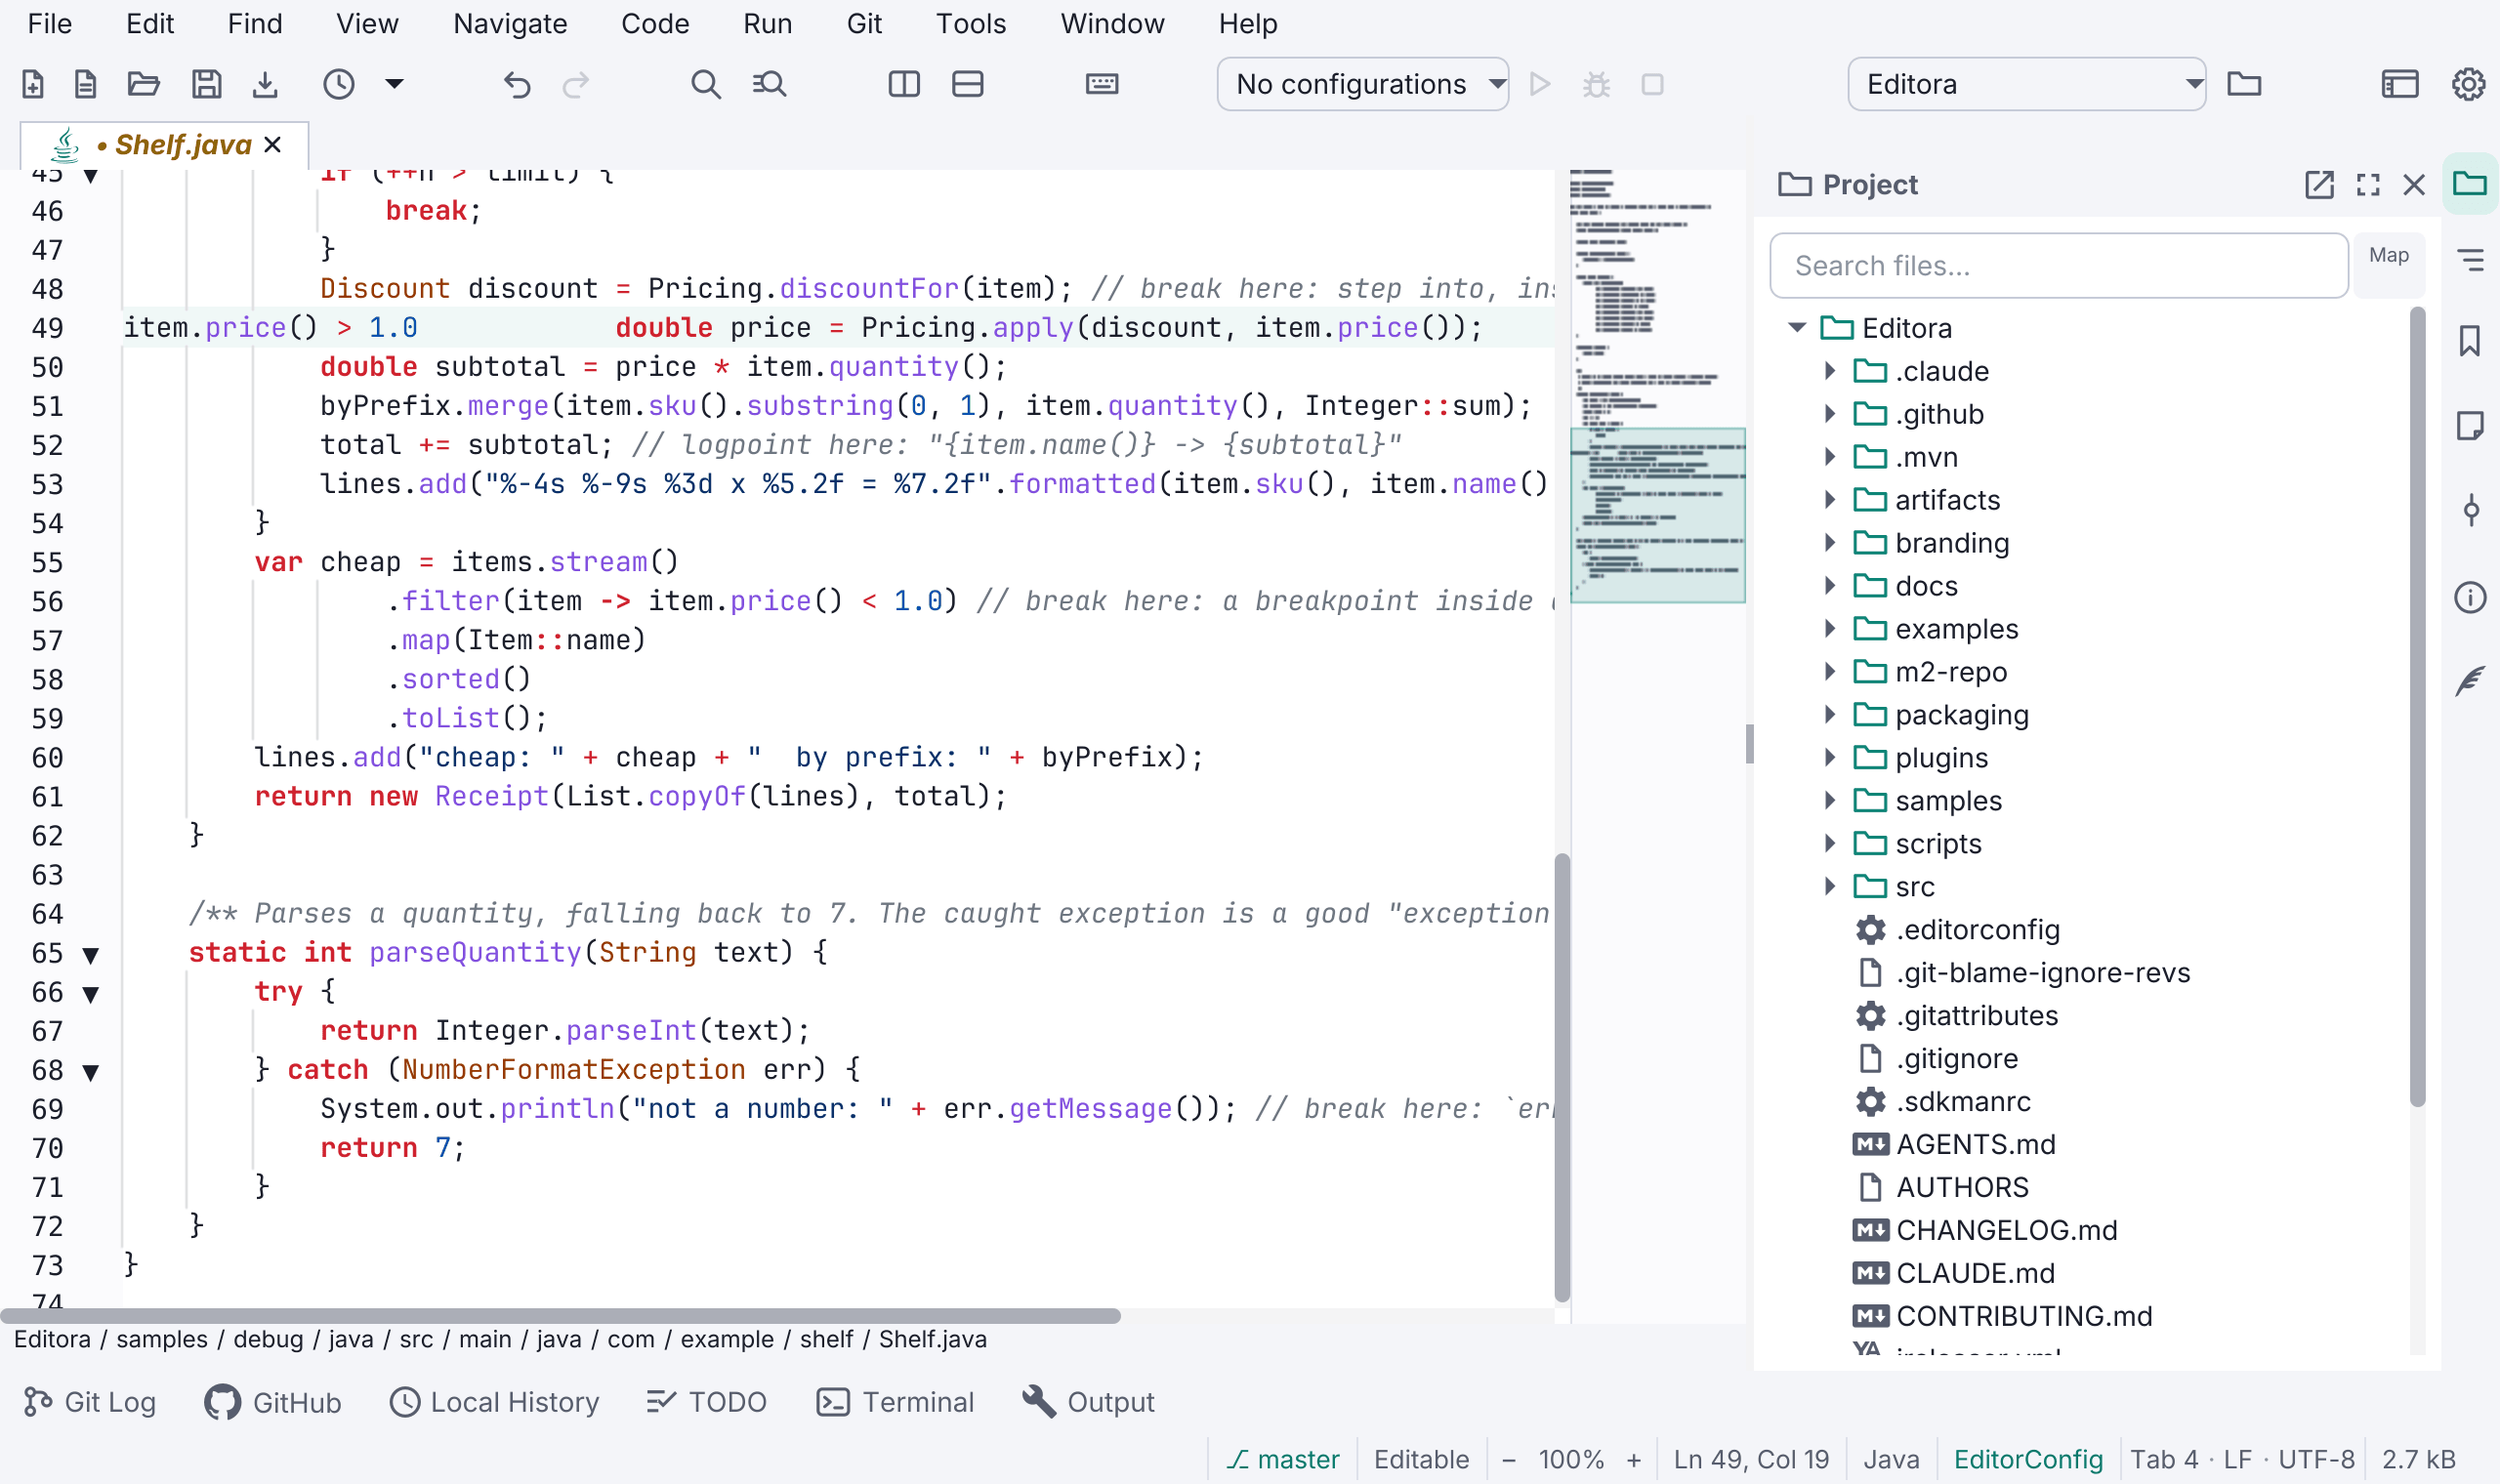 File Edit Find View Navigate Code Run Git Tools Window Help
No configurations
Editora
• Shelf.java
45 if (++n > limit) {
46 break;
47 }
48 Discount discount = Pricing.discountFor(item); // break here: step into,
49 item.price() > 1.0 double price = Pricing.apply(discount, item.price());
50 double subtotal = price * item.quantity();
51 byPrefix.merge(item.sku().substring(0, 1), item.quantity(), Integer::sum);
52 total += subtotal; // logpoint here: "{item.name()} -> {subtotal}"
53 lines.add("%-4s %-9s %3d x %5.2f = %7.2f".formatted(item.sku(), item.name()
54 }
55 var cheap = items.stream()
56 .filter(item -> item.price() < 1.0) // break here: a breakpoint inside
57 .map(Item::name)
58 .sorted()
59 .toList();
60 lines.add("cheap: " + cheap + "  by prefix: " + byPrefix);
61 return new Receipt(List.copyOf(lines), total);
62 }
63
64 /** Parses a quantity, falling back to 7. The caught exception is a good "exception
65 static int parseQuantity(String text) {
66 try {
67 return Integer.parseInt(text);
68 } catch (NumberFormatException err) {
69 System.out.println("not a number: " + err.getMessage()); // break here:
70 return 7;
71 }
72 }
73 }
74
Project
Search files...
Map
Editora
.claude
.github
.mvn
artifacts
branding
docs
examples
m2-repo
packaging
plugins
samples
scripts
src
.editorconfig
.git-blame-ignore-revs
.gitattributes
.gitignore
.sdkmanrc
AGENTS.md
AUTHORS
CHANGELOG.md
CLAUDE.md
CONTRIBUTING.md
Editora / samples / debug / java / src / main / java / com / example / shelf / Shelf.java
Git Log GitHub Local History TODO Terminal Output
master Editable − 100% + Ln 49, Col 19 Java EditorConfig Tab 4 · LF · UTF-8 2.7 kB